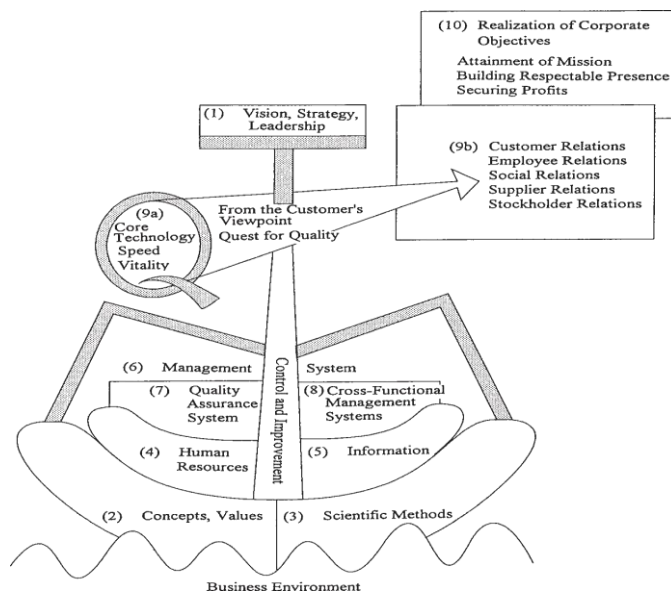 (10) Realization of Corporate
Objectives
Attainment of Mission
Building Respectable Presence
Securing Profits
(1) Vision, Strategy,
Leadership
(9b) Customer Relations
Employee Relations
Social Relations
Supplier Relations
Stockholder Relations
(9a)
Core
Technology
Speed
Vitality
From the Customer's
Viewpoint
Quest for Quality
Control and Improvement
(6) Management System
(7) Quality
Assurance
System
(8) Cross-Functional
Management
Systems
(4) Human
Resources
(5) Information
(2) Concepts, Values
(3) Scientific Methods
Business Environment